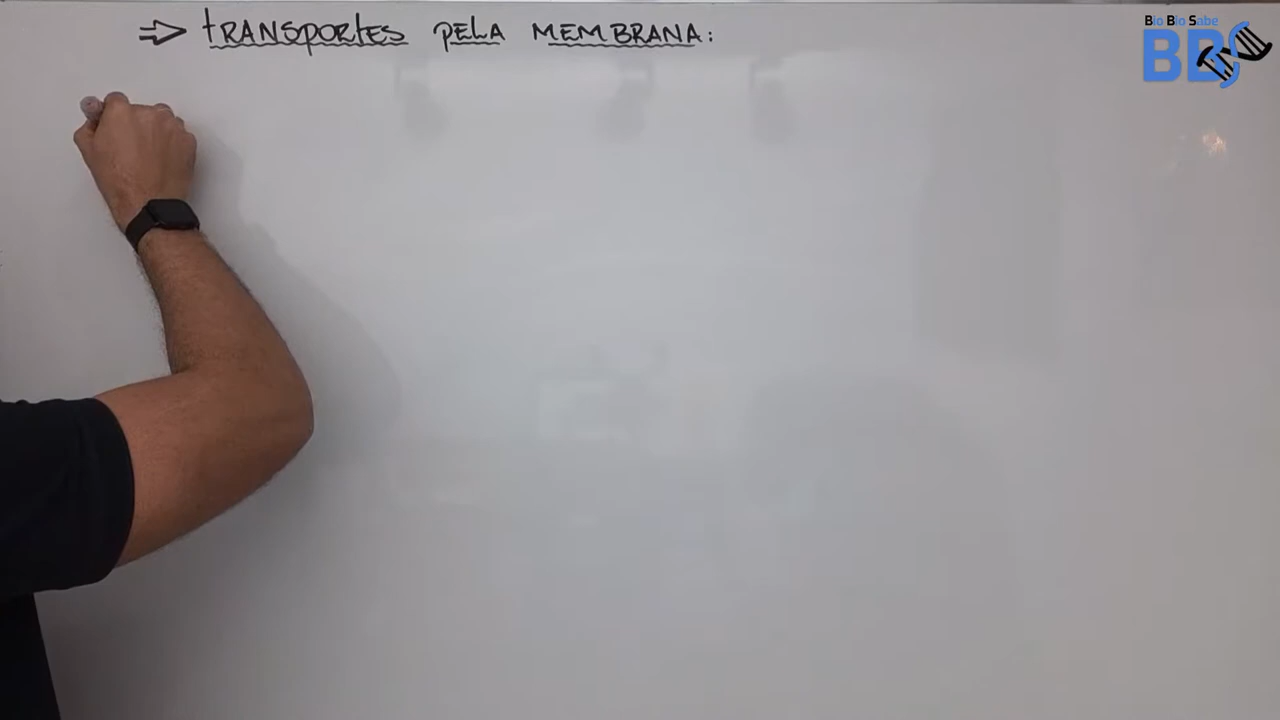 ⇒ TRANSPORTES PELA MEMBRANA:
Bio Bio Sabe
BBS